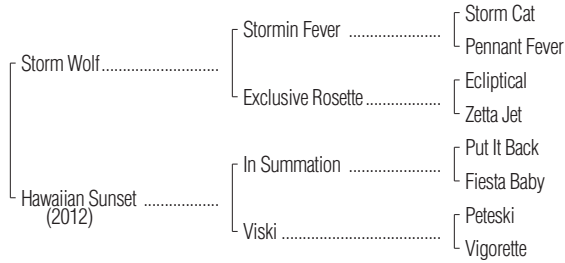 Storm Cat
Stormin Fever ....................
Pennant Fever
Storm Wolf..........................
Ecliptical
Exclusive Rosette.................
Zetta Jet
Put It Back
In Summation ....................
Fiesta Baby
Hawaiian Sunset .................
(2012)
Peteski
Viski ...................................
Vigorette